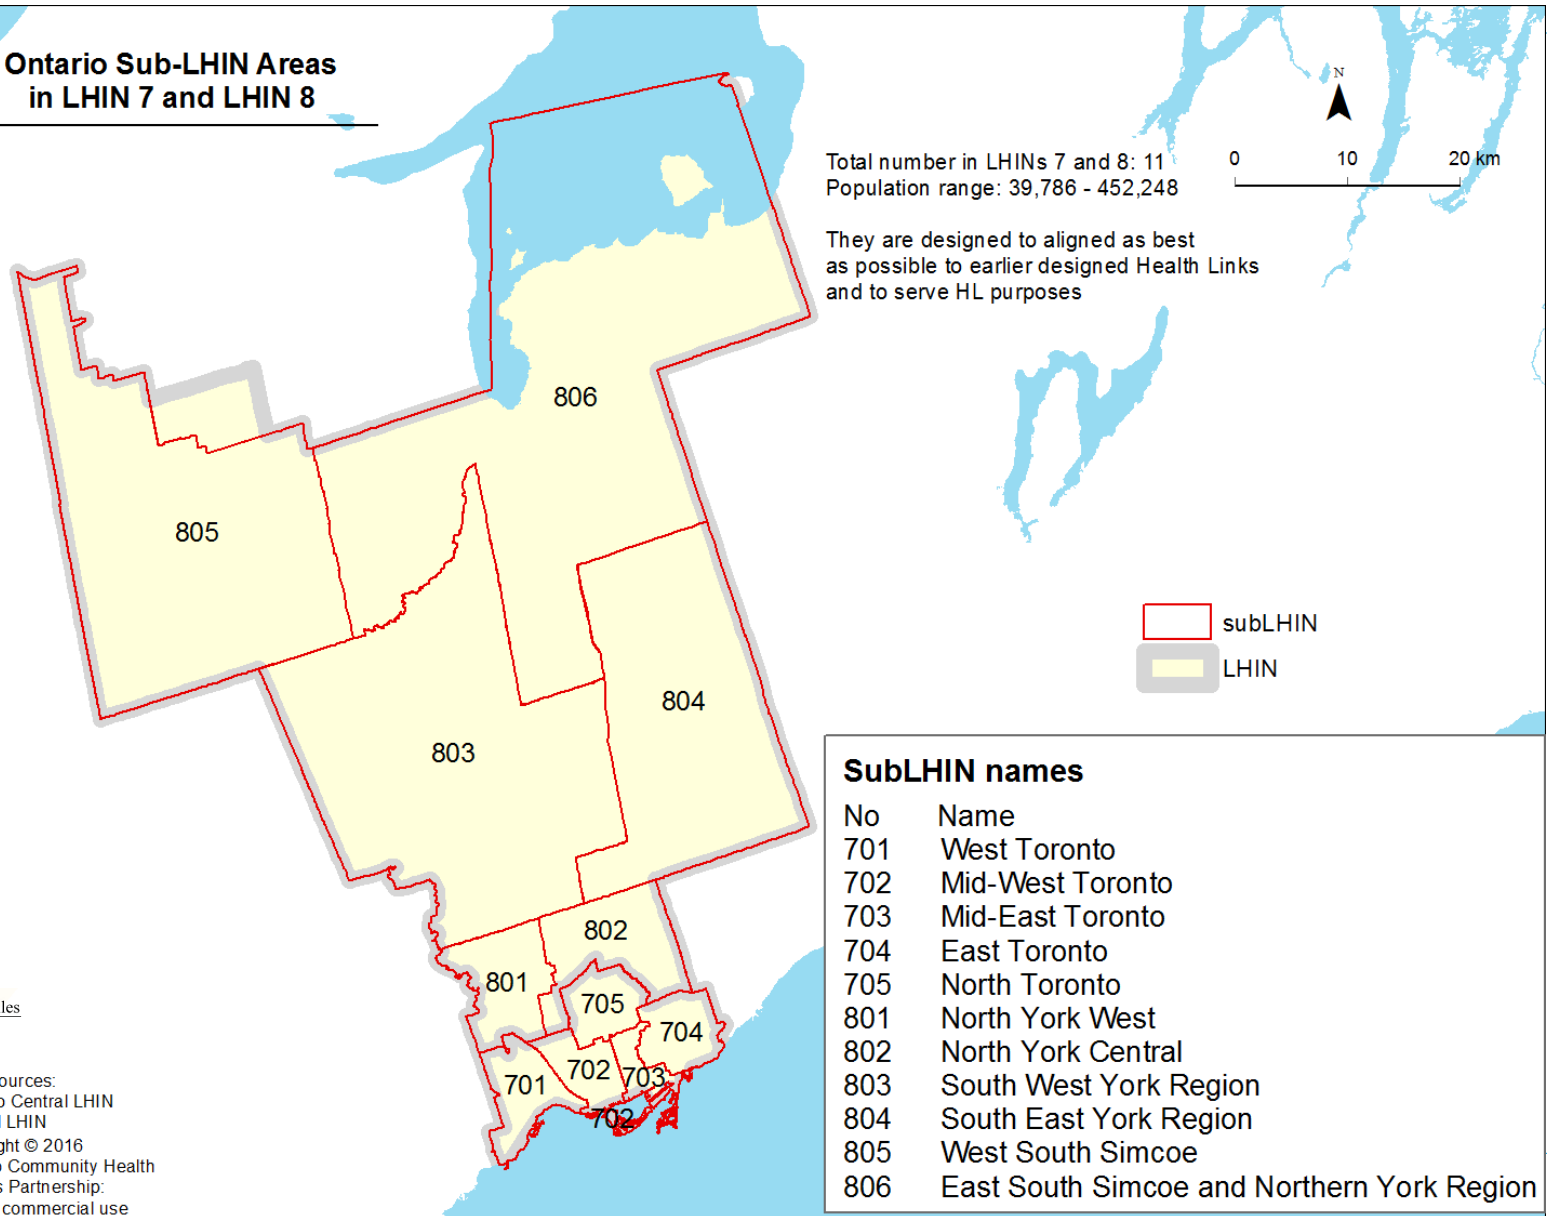 Ontario Sub-LHIN Areas
in LHIN 7 and LHIN 8
N
0 10 20 km
Total number in LHINs 7 and 8: 11
Population range: 39,786 - 452,248
They are designed to aligned as best
as possible to earlier designed Health Links
and to serve HL purposes
806
805
804
803
802
801
705
704
702
703
701
702
subLHIN
LHIN
SubLHIN names
No Name
701 West Toronto
702 Mid-West Toronto
703 Mid-East Toronto
704 East Toronto
705 North Toronto
801 North York West
802 North York Central
803 South West York Region
804 South East York Region
805 West South Simcoe
806 East South Simcoe and Northern York Region
les
ources:
o Central LHIN
l LHIN
ght © 2016
o Community Health
s Partnership:
commercial use